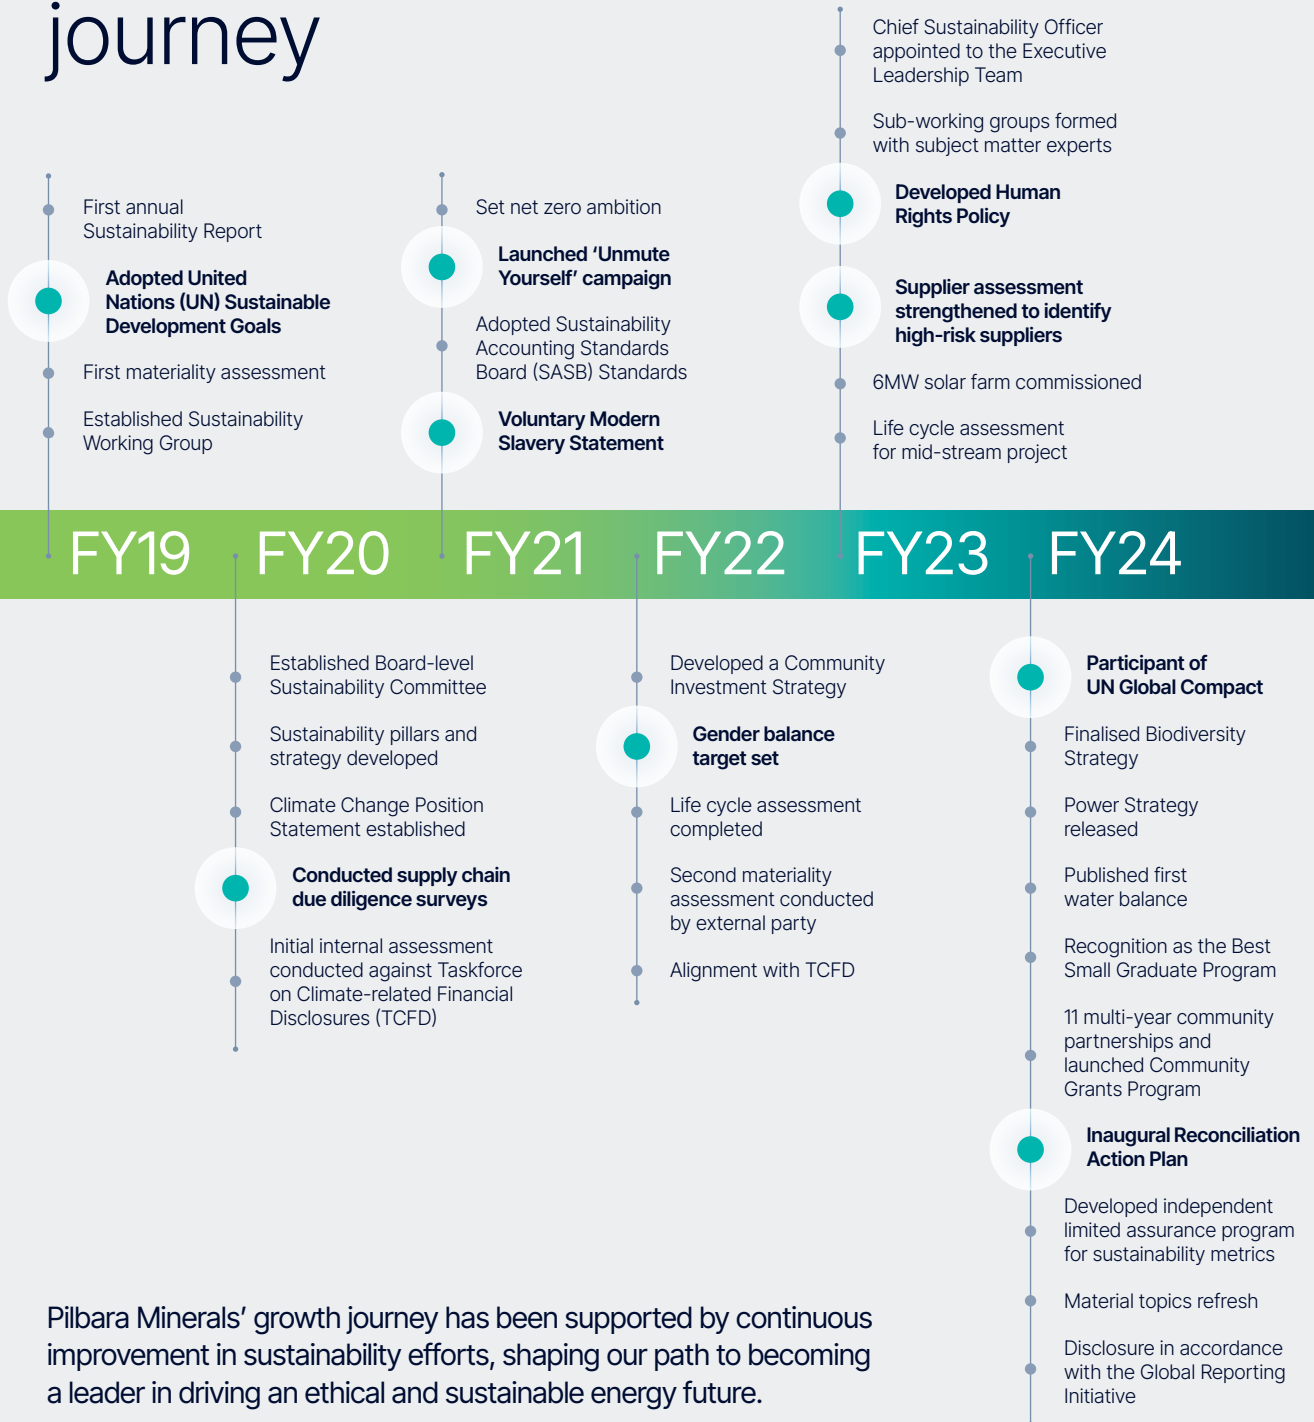 journey
First annual
Sustainability Report
Adopted United
Nations (UN) Sustainable
Development Goals
First materiality assessment
Established Sustainability
Working Group
Set net zero ambition
Launched ‘Unmute
Yourself’ campaign
Adopted Sustainability
Accounting Standards
Board (SASB) Standards
Voluntary Modern
Slavery Statement
Chief Sustainability Officer
appointed to the Executive
Leadership Team
Sub-working groups formed
with subject matter experts
Developed Human
Rights Policy
Supplier assessment
strengthened to identify
high-risk suppliers
6MW solar farm commissioned
Life cycle assessment
for mid-stream project
FY19 FY20 FY21 FY22 FY23 FY24
Established Board-level
Sustainability Committee
Sustainability pillars and
strategy developed
Climate Change Position
Statement established
Conducted supply chain
due diligence surveys
Initial internal assessment
conducted against Taskforce
on Climate-related Financial
Disclosures (TCFD)
Developed a Community
Investment Strategy
Gender balance
target set
Life cycle assessment
completed
Second materiality
assessment conducted
by external party
Alignment with TCFD
Participant of
UN Global Compact
Finalised Biodiversity
Strategy
Power Strategy
released
Published first
water balance
Recognition as the Best
Small Graduate Program
11 multi-year community
partnerships and
launched Community
Grants Program
Inaugural Reconciliation
Action Plan
Developed independent
limited assurance program
for sustainability metrics
Material topics refresh
Disclosure in accordance
with the Global Reporting
Initiative
Pilbara Minerals’ growth journey has been supported by continuous
improvement in sustainability efforts, shaping our path to becoming
a leader in driving an ethical and sustainable energy future.